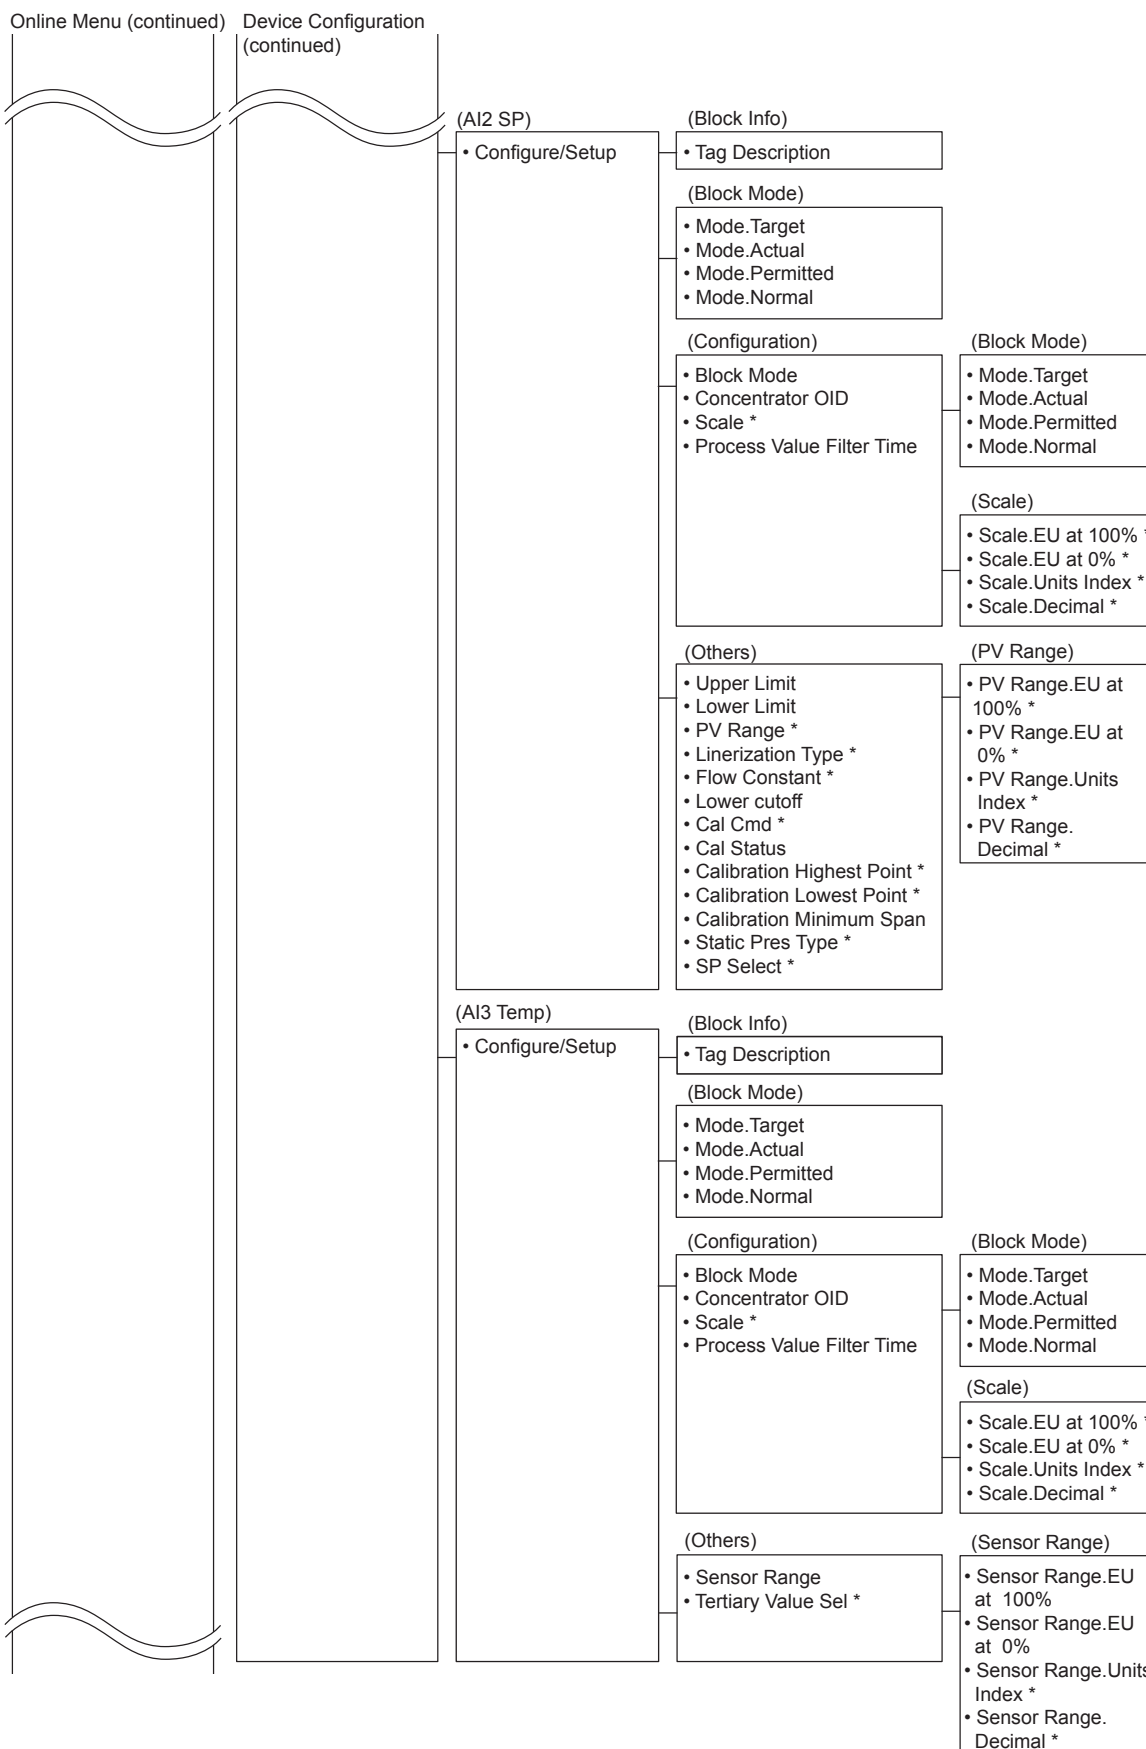 Online Menu (continued)
Device Configuration
(continued)
(AI2 SP)
• Configure/Setup
(Block Info)
• Tag Description
(Block Mode)
• Mode.Target
• Mode.Actual
• Mode.Permitted
• Mode.Normal
(Configuration)
• Block Mode
• Concentrator OID
• Scale *
• Process Value Filter Time
(Block Mode)
• Mode.Target
• Mode.Actual
• Mode.Permitted
• Mode.Normal
(Scale)
• Scale.EU at 100% *
• Scale.EU at 0% *
• Scale.Units Index *
• Scale.Decimal *
(Others)
• Upper Limit
• Lower Limit
• PV Range *
• Linerization Type *
• Flow Constant *
• Lower cutoff
• Cal Cmd *
• Cal Status
• Calibration Highest Point *
• Calibration Lowest Point *
• Calibration Minimum Span
• Static Pres Type *
• SP Select *
(PV Range)
• PV Range.EU at
100% *
• PV Range.EU at
0% *
• PV Range.Units
Index *
• PV Range.
Decimal *
(AI3 Temp)
• Configure/Setup
(Block Info)
• Tag Description
(Block Mode)
• Mode.Target
• Mode.Actual
• Mode.Permitted
• Mode.Normal
(Configuration)
• Block Mode
• Concentrator OID
• Scale *
• Process Value Filter Time
(Block Mode)
• Mode.Target
• Mode.Actual
• Mode.Permitted
• Mode.Normal
(Scale)
• Scale.EU at 100% *
• Scale.EU at 0% *
• Scale.Units Index *
• Scale.Decimal *
(Others)
• Sensor Range
• Tertiary Value Sel *
(Sensor Range)
• Sensor Range.EU
at 100%
• Sensor Range.EU
at 0%
• Sensor Range.Units
Index *
• Sensor Range.
Decimal *